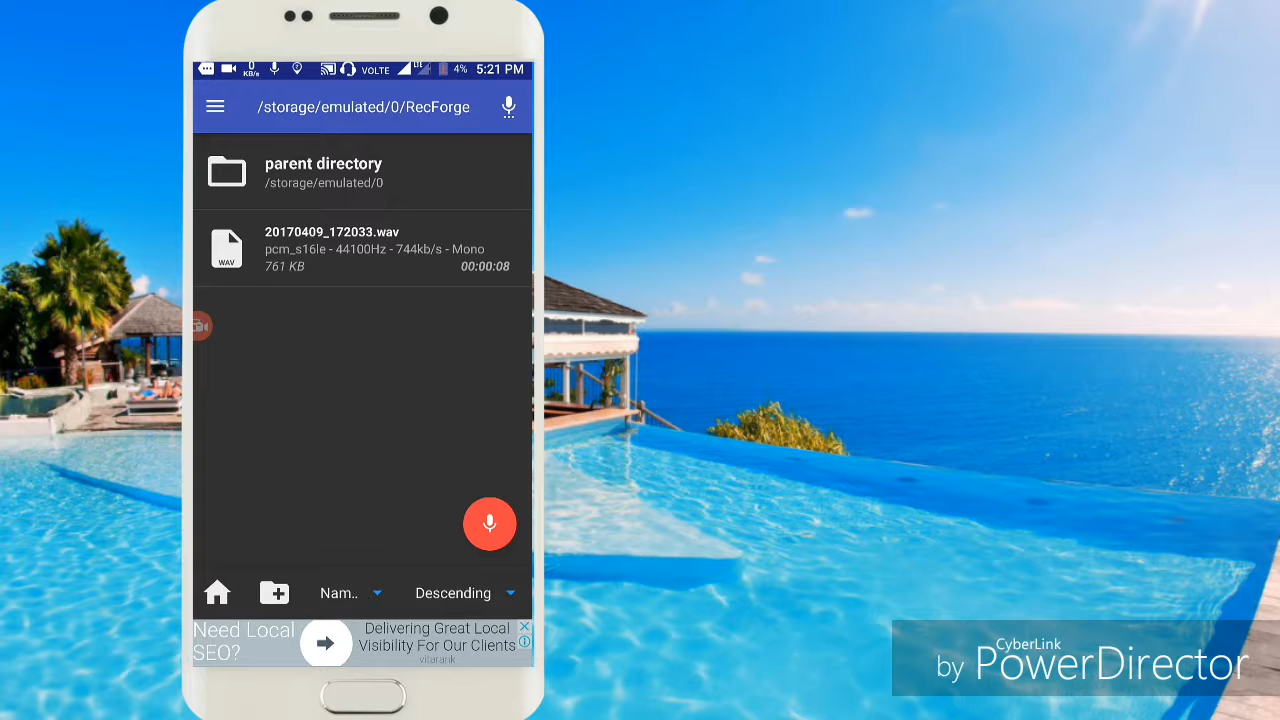 0
KB/s
VOLTE
LTE
4%
5:21 PM
/storage/emulated/0/RecForge
parent directory
/storage/emulated/0
20170409_172033.wav
pcm_s16le - 44100Hz - 744kb/s - Mono
WAV
761 KB
00:00:08
Nam..
Descending
Need Local
SEO?
Delivering Great Local
Visibility For Our Clients
vitarank
CyberLink
by PowerDirector